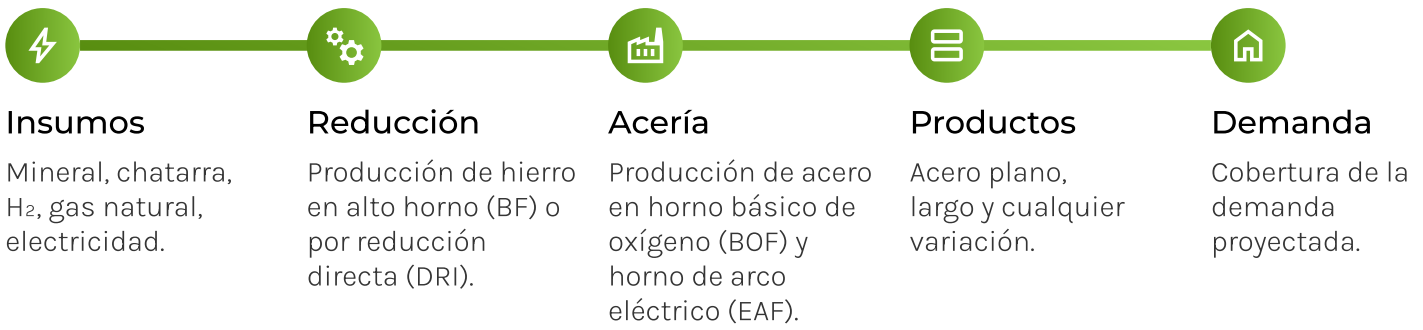 Insumos
Mineral, chatarra,
H₂, gas natural,
electricidad.
Reducción
Producción de hierro
en alto horno (BF) o
por reducción
directa (DRI).
Acería
Producción de acero
en horno básico de
oxígeno (BOF) y
horno de arco
eléctrico (EAF).
Productos
Acero plano,
largo y cualquier
variación.
Demanda
Cobertura de la
demanda
proyectada.